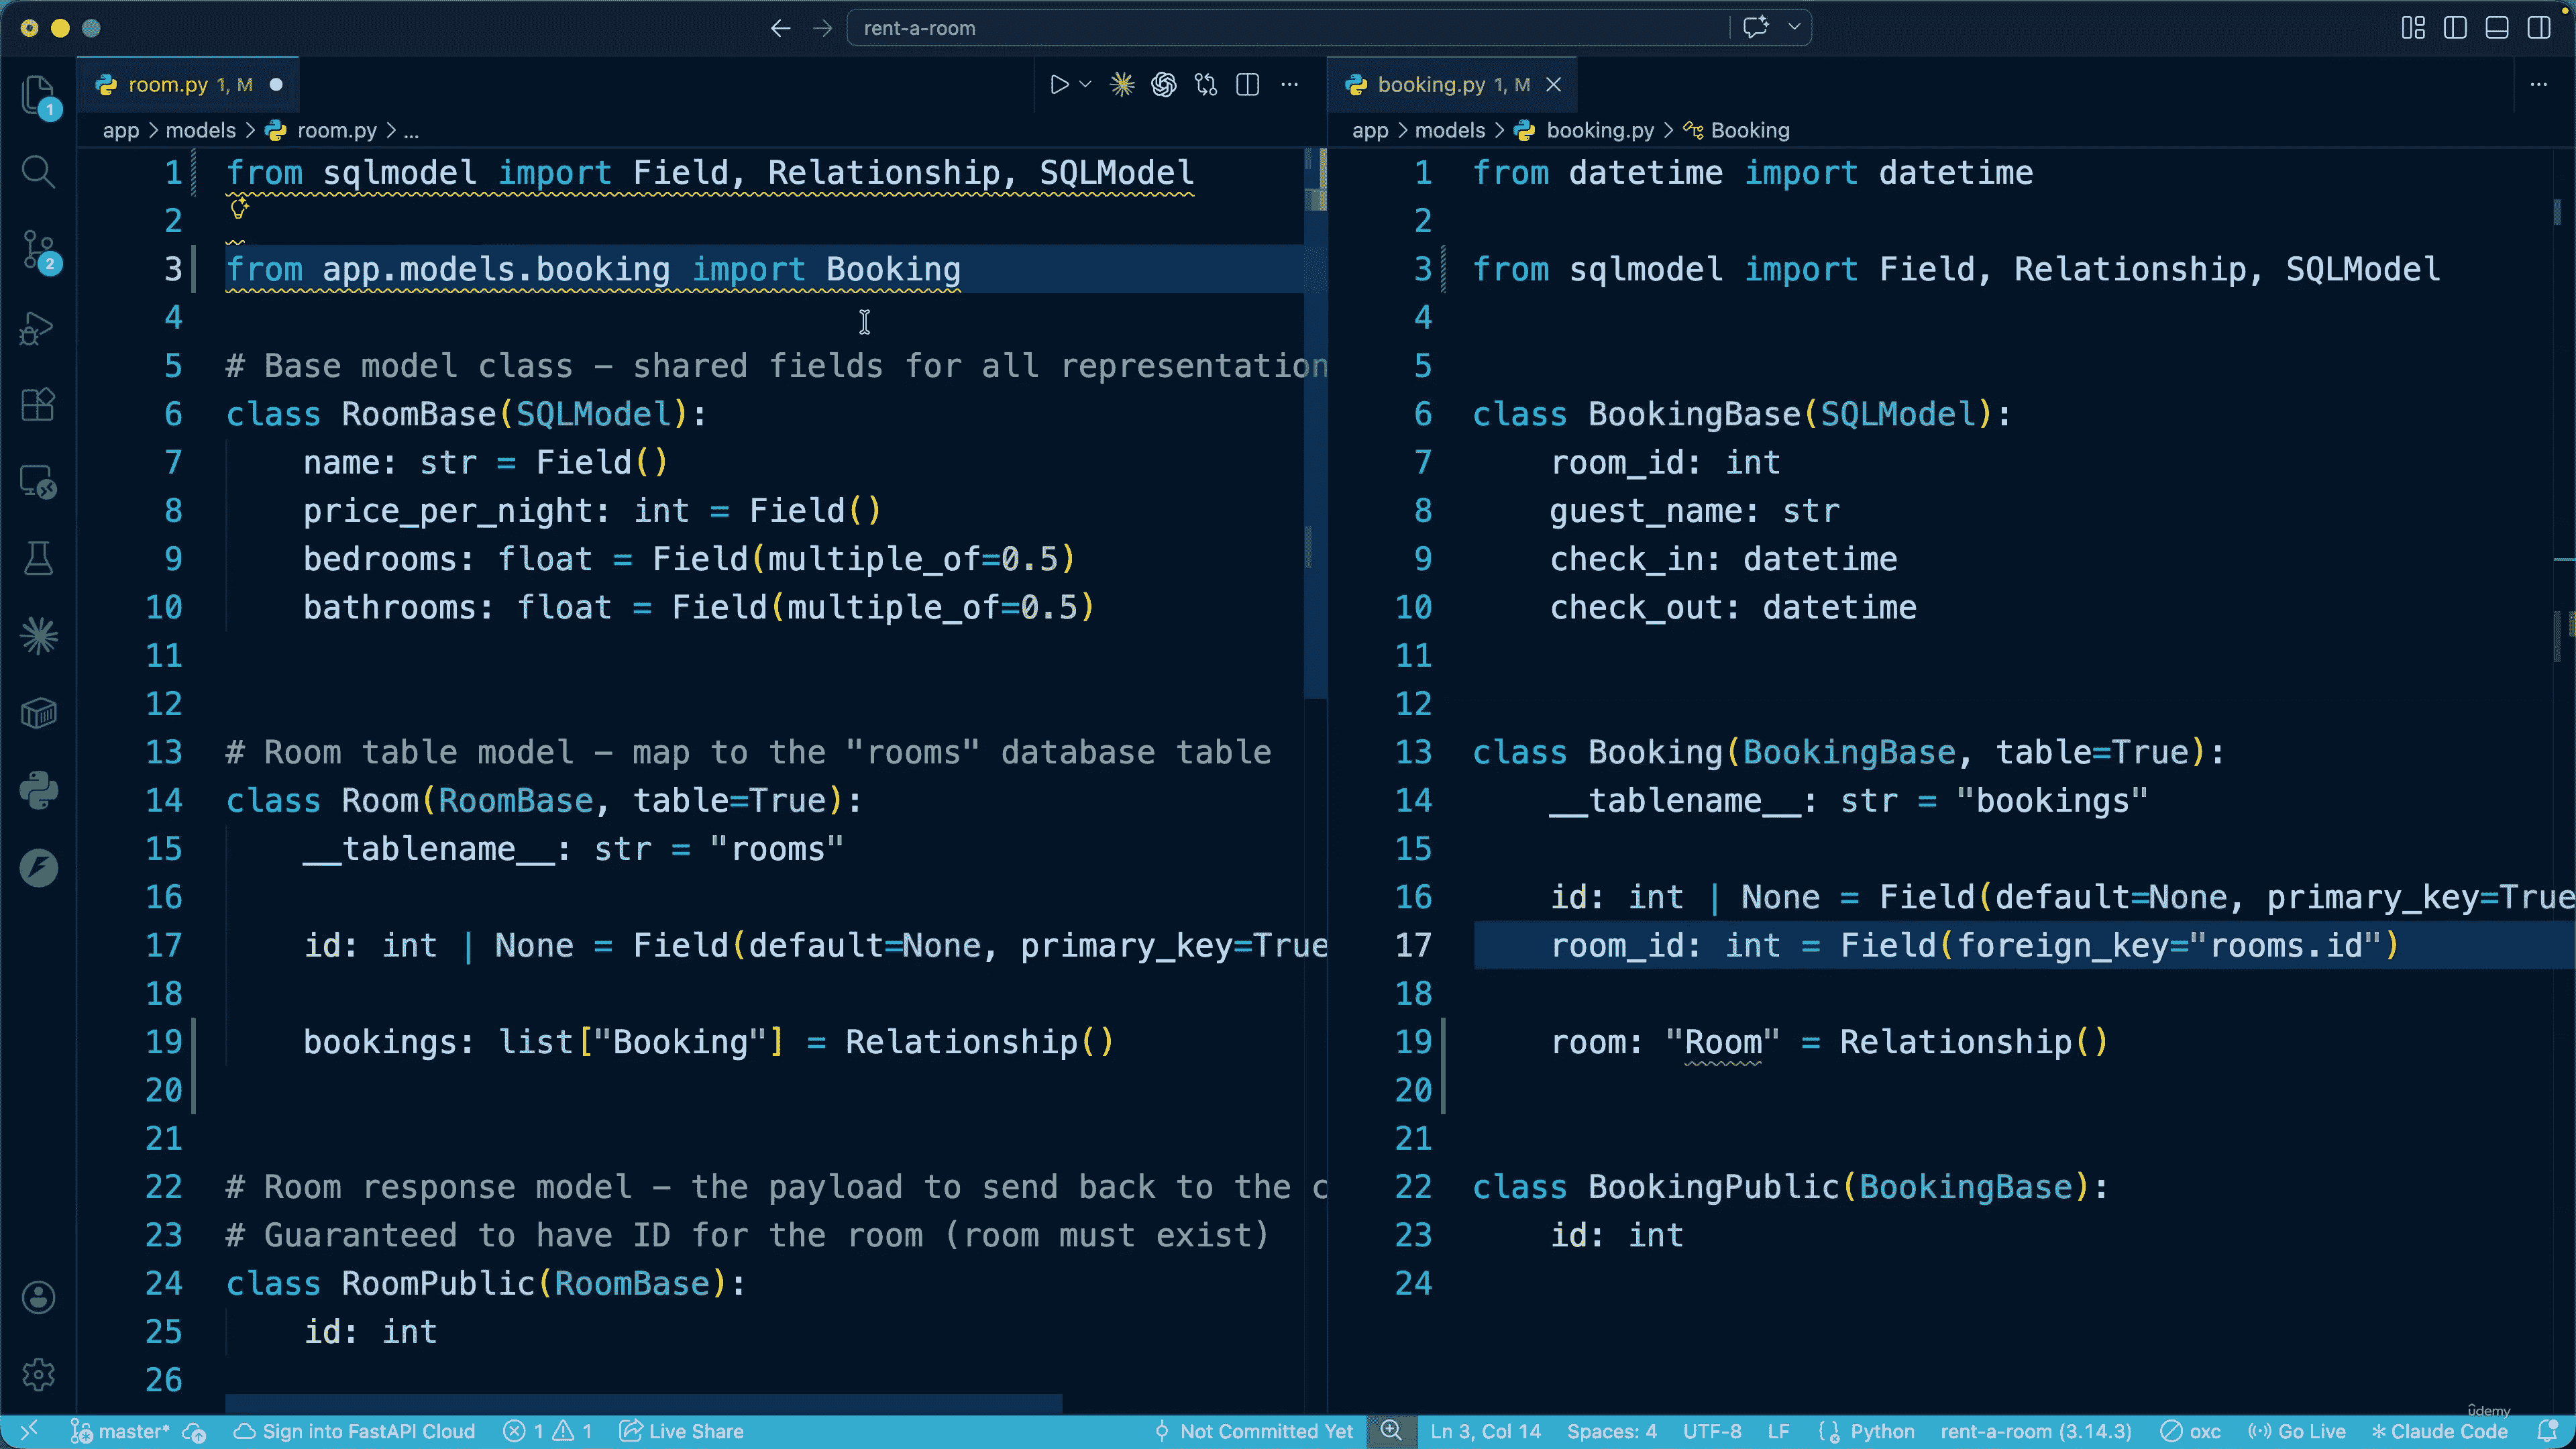 rent-a-room
room.py 1, M
app > models > room.py > ...
1 from sqlmodel import Field, Relationship, SQLModel
2
3 from app.models.booking import Booking
4
5 # Base model class – shared fields for all representation
6 class RoomBase(SQLModel):
7 name: str = Field()
8 price_per_night: int = Field()
9 bedrooms: float = Field(multiple_of=0.5)
10 bathrooms: float = Field(multiple_of=0.5)
11
12
13 # Room table model – map to the "rooms" database table
14 class Room(RoomBase, table=True):
15 __tablename__: str = "rooms"
16
17 id: int | None = Field(default=None, primary_key=True
18
19 bookings: list["Booking"] = Relationship()
20
21
22 # Room response model – the payload to send back to the c
23 # Guaranteed to have ID for the room (room must exist)
24 class RoomPublic(RoomBase):
25 id: int
26
booking.py 1, M
app > models > booking.py > Booking
1 from datetime import datetime
2
3 from sqlmodel import Field, Relationship, SQLModel
4
5
6 class BookingBase(SQLModel):
7 room_id: int
8 guest_name: str
9 check_in: datetime
10 check_out: datetime
11
12
13 class Booking(BookingBase, table=True):
14 __tablename__: str = "bookings"
15
16 id: int | None = Field(default=None, primary_key=True
17 room_id: int = Field(foreign_key="rooms.id")
18
19 room: "Room" = Relationship()
20
21
22 class BookingPublic(BookingBase):
23 id: int
24
1
2
udemy
master* Sign into FastAPI Cloud 1 1 Live Share Not Committed Yet Ln 3, Col 14 Spaces: 4 UTF-8 LF Python rent-a-room (3.14.3) oxc Go Live Claude Code